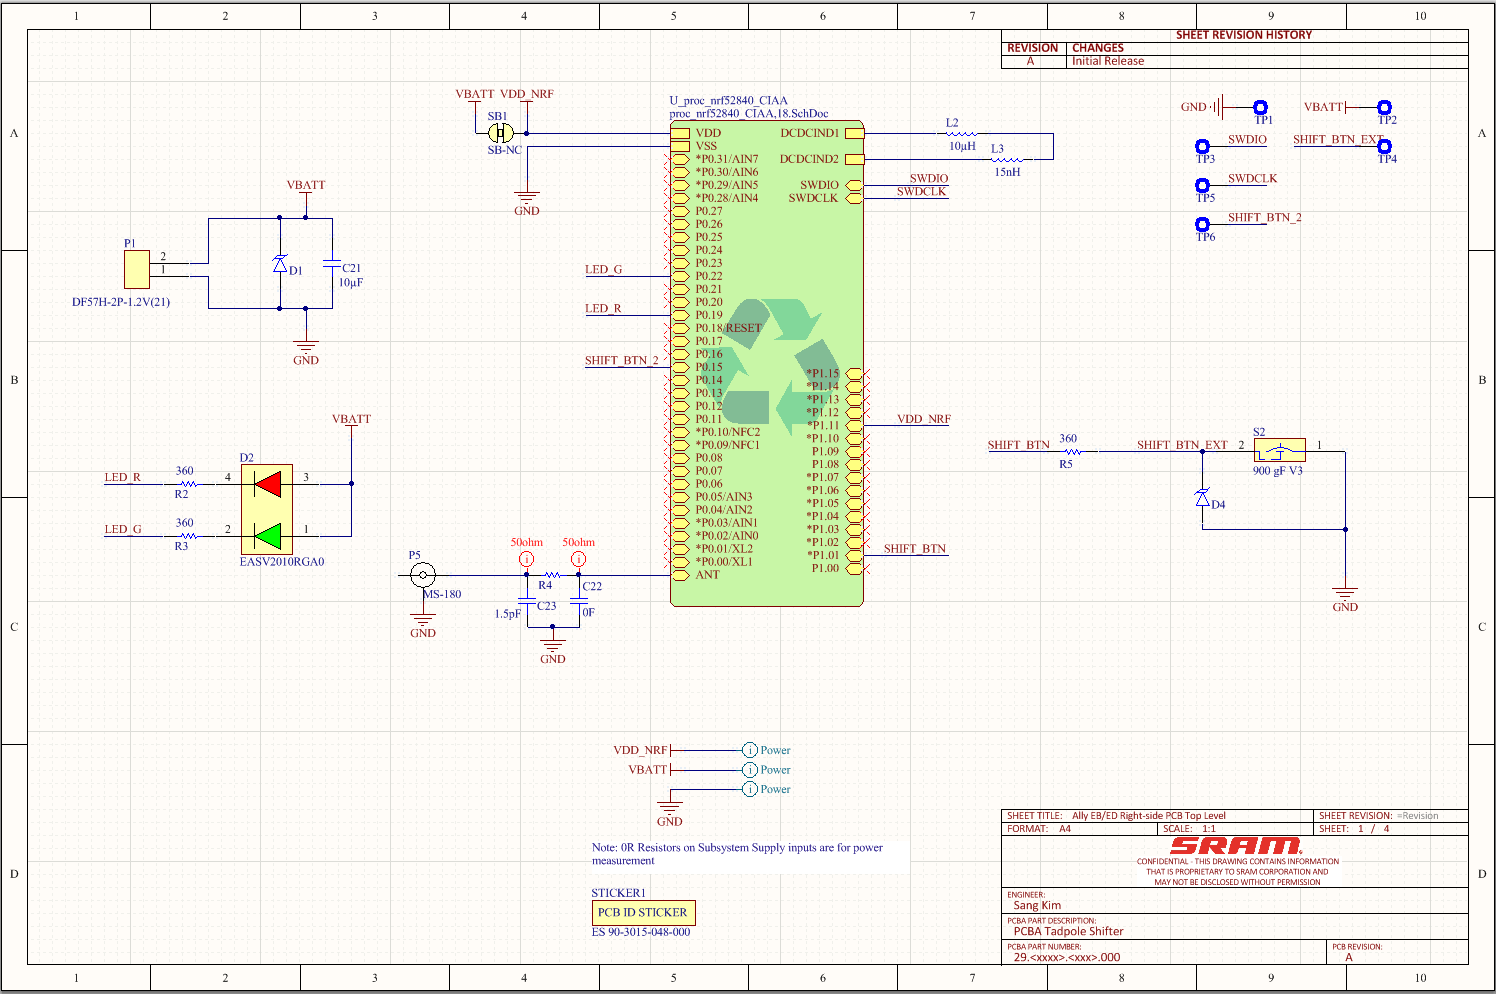 1 2 3 4 5 6 7 8 9 10
SHEET REVISION HISTORY
REVISION CHANGES
A Initial Release
A
A
B
B
C
C
D
D
VBATT VDD_NRF
SB1
SB-NC
GND
U_proc_nrf52840_CIAA
proc_nrf52840_CIAA,18.SchDoc
VDD
VSS
*P0.31/AIN7
*P0.30/AIN6
*P0.29/AIN5
*P0.28/AIN4
P0.27
P0.26
P0.25
P0.24
P0.23
P0.22
P0.21
P0.20
P0.19
P0.18/RESET
P0.17
P0.16
P0.15
P0.14
P0.13
P0.12
P0.11
*P0.10/NFC2
*P0.09/NFC1
P0.08
P0.07
P0.06
P0.05/AIN3
P0.04/AIN2
*P0.03/AIN1
*P0.02/AIN0
*P0.01/XL2
*P0.00/XL1
ANT
DCDCIND1
DCDCIND2
SWDIO
SWDCLK
*P1.15
*P1.14
*P1.13
*P1.12
*P1.11
*P1.10
P1.09
P1.08
*P1.07
*P1.06
*P1.05
*P1.04
*P1.03
*P1.02
*P1.01
P1.00
LED_G
LED_R
SHIFT_BTN_2
L2
10µH
L3
15nH
SWDIO
SWDCLK
VDD_NRF
SHIFT_BTN
GND
TP1
VBATT
TP2
SWDIO
TP3
SHIFT_BTN_EXT
TP4
SWDCLK
TP5
SHIFT_BTN_2
TP6
VBATT
P1
2
1
DF57H-2P-1.2V(21)
D1
C21
10µF
GND
VBATT
D2
LED_R
360
R2
4 3
LED_G
360
R3
2 1
EASV2010RGA0
P5
MS-180
GND
50ohm 50ohm
R4
C22
0F
C23
1.5pF
GND
SHIFT_BTN
360
R5
SHIFT_BTN_EXT
2
S2
1
900 gF V3
D4
GND
VDD_NRF Power
VBATT Power
Power
GND
Note: 0R Resistors on Subsystem Supply inputs are for power
measurement
STICKER1
PCB ID STICKER
ES 90-3015-048-000
SHEET TITLE: Ally EB/ED Right-side PCB Top Level
SHEET REVISION: =Revision
FORMAT: A4
SCALE: 1:1
SHEET: 1 / 4
SRAM
CONFIDENTIAL - THIS DRAWING CONTAINS INFORMATION
THAT IS PROPRIETARY TO SRAM CORPORATION AND
MAY NOT BE DISCLOSED WITHOUT PERMISSION
ENGINEER:
Sang Kim
PCBA PART DESCRIPTION:
PCBA Tadpole Shifter
PCBA PART NUMBER:
29.<xxxx>.<xxx>.000
PCB REVISION:
A
1 2 3 4 5 6 7 8 9 10